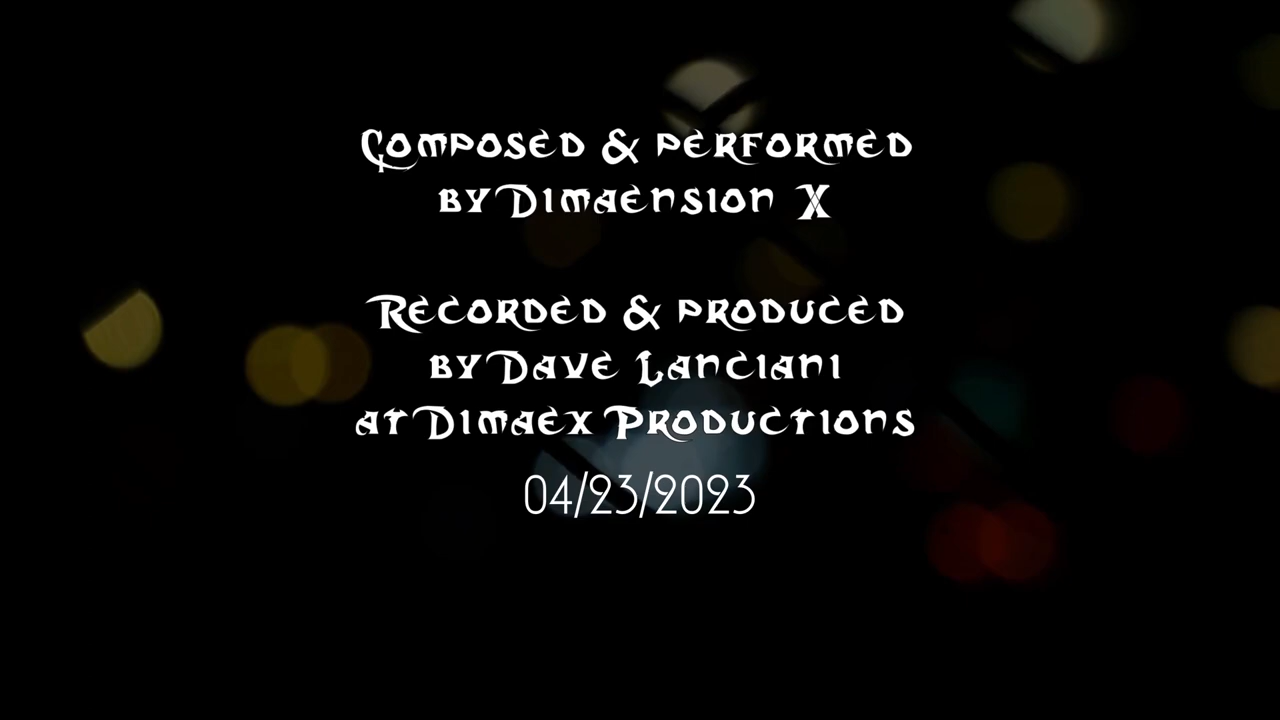 Composed & performed
by Dimaension X
Recorded & produced
by Dave Lanciani
at Dimaex Productions
04/23/2023